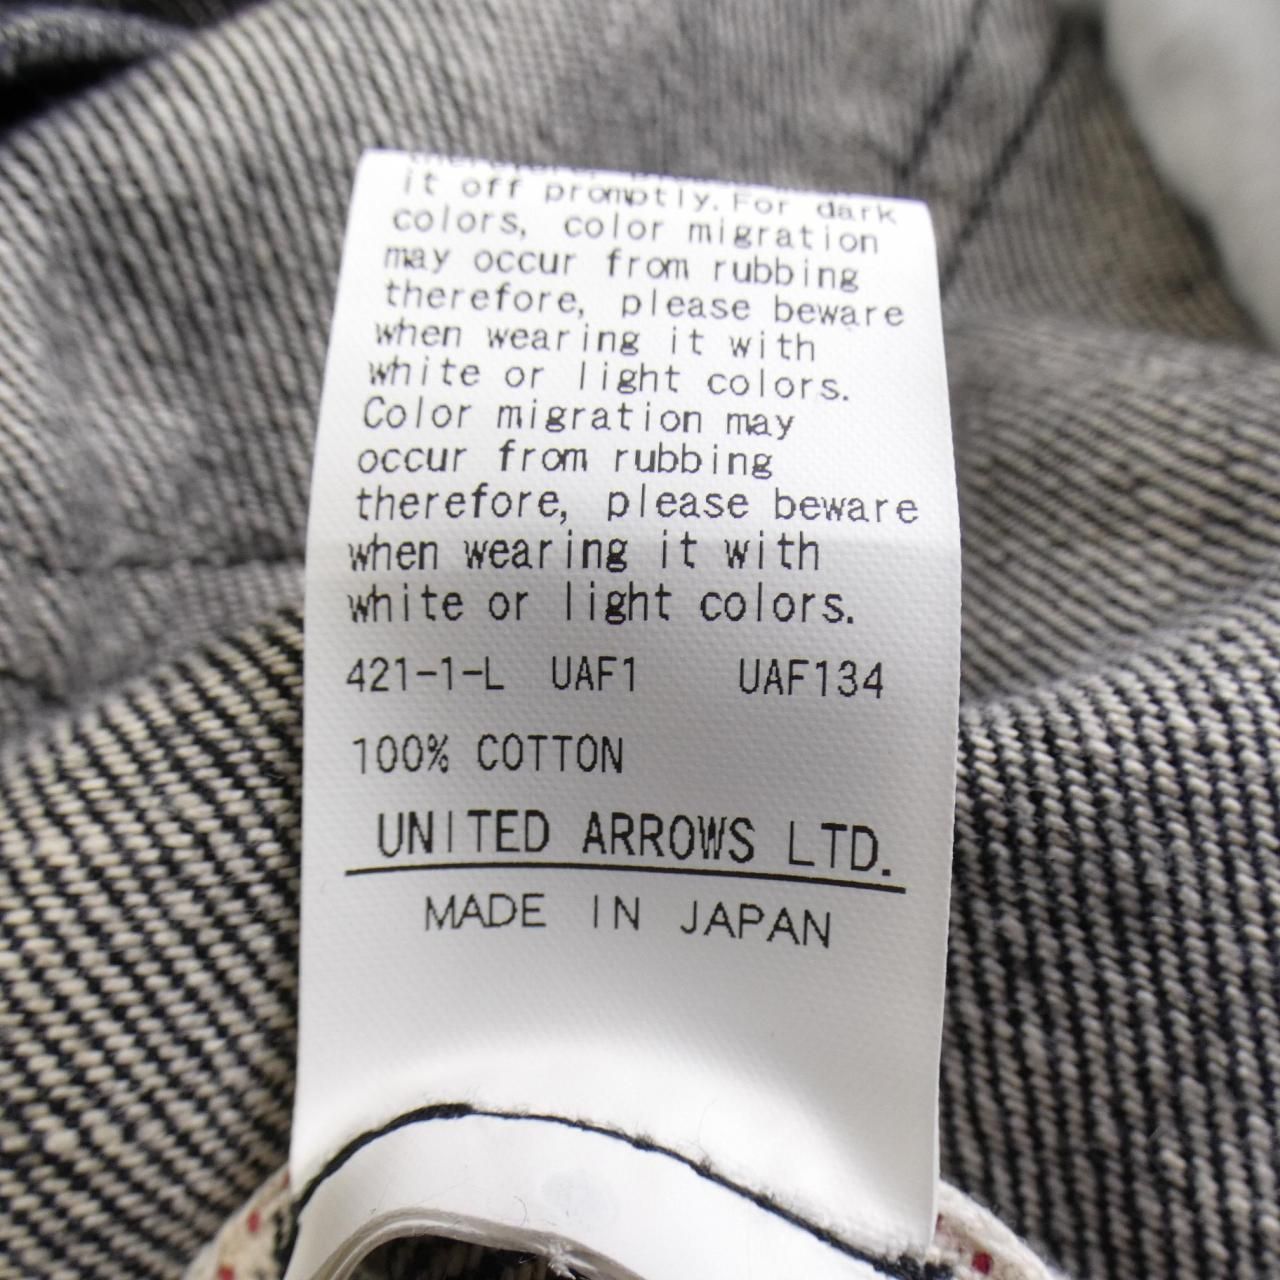 it off promptly. For dark
colors, color migration
may occur from rubbing
therefore, please beware
when wearing it with
white or light colors.
Color migration may
occur from rubbing
therefore, please beware
when wearing it with
white or light colors.
421-1-L UAF1 UAF134
100% COTTON
UNITED ARROWS LTD.
MADE IN JAPAN